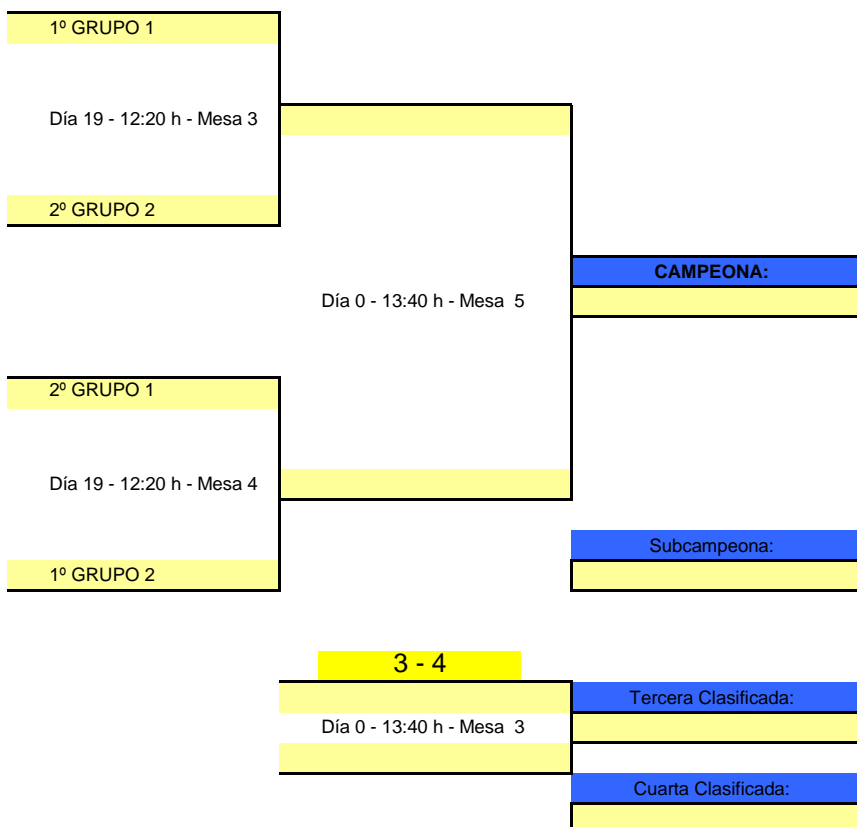 1º GRUPO 1
Día 19 - 12:20 h - Mesa 3
2º GRUPO 2
CAMPEONA:
Día 0 - 13:40 h - Mesa  5
2º GRUPO 1
Día 19 - 12:20 h - Mesa 4
Subcampeona:
1º GRUPO 2
3 - 4
Tercera Clasificada:
Día 0 - 13:40 h - Mesa  3
Cuarta Clasificada: